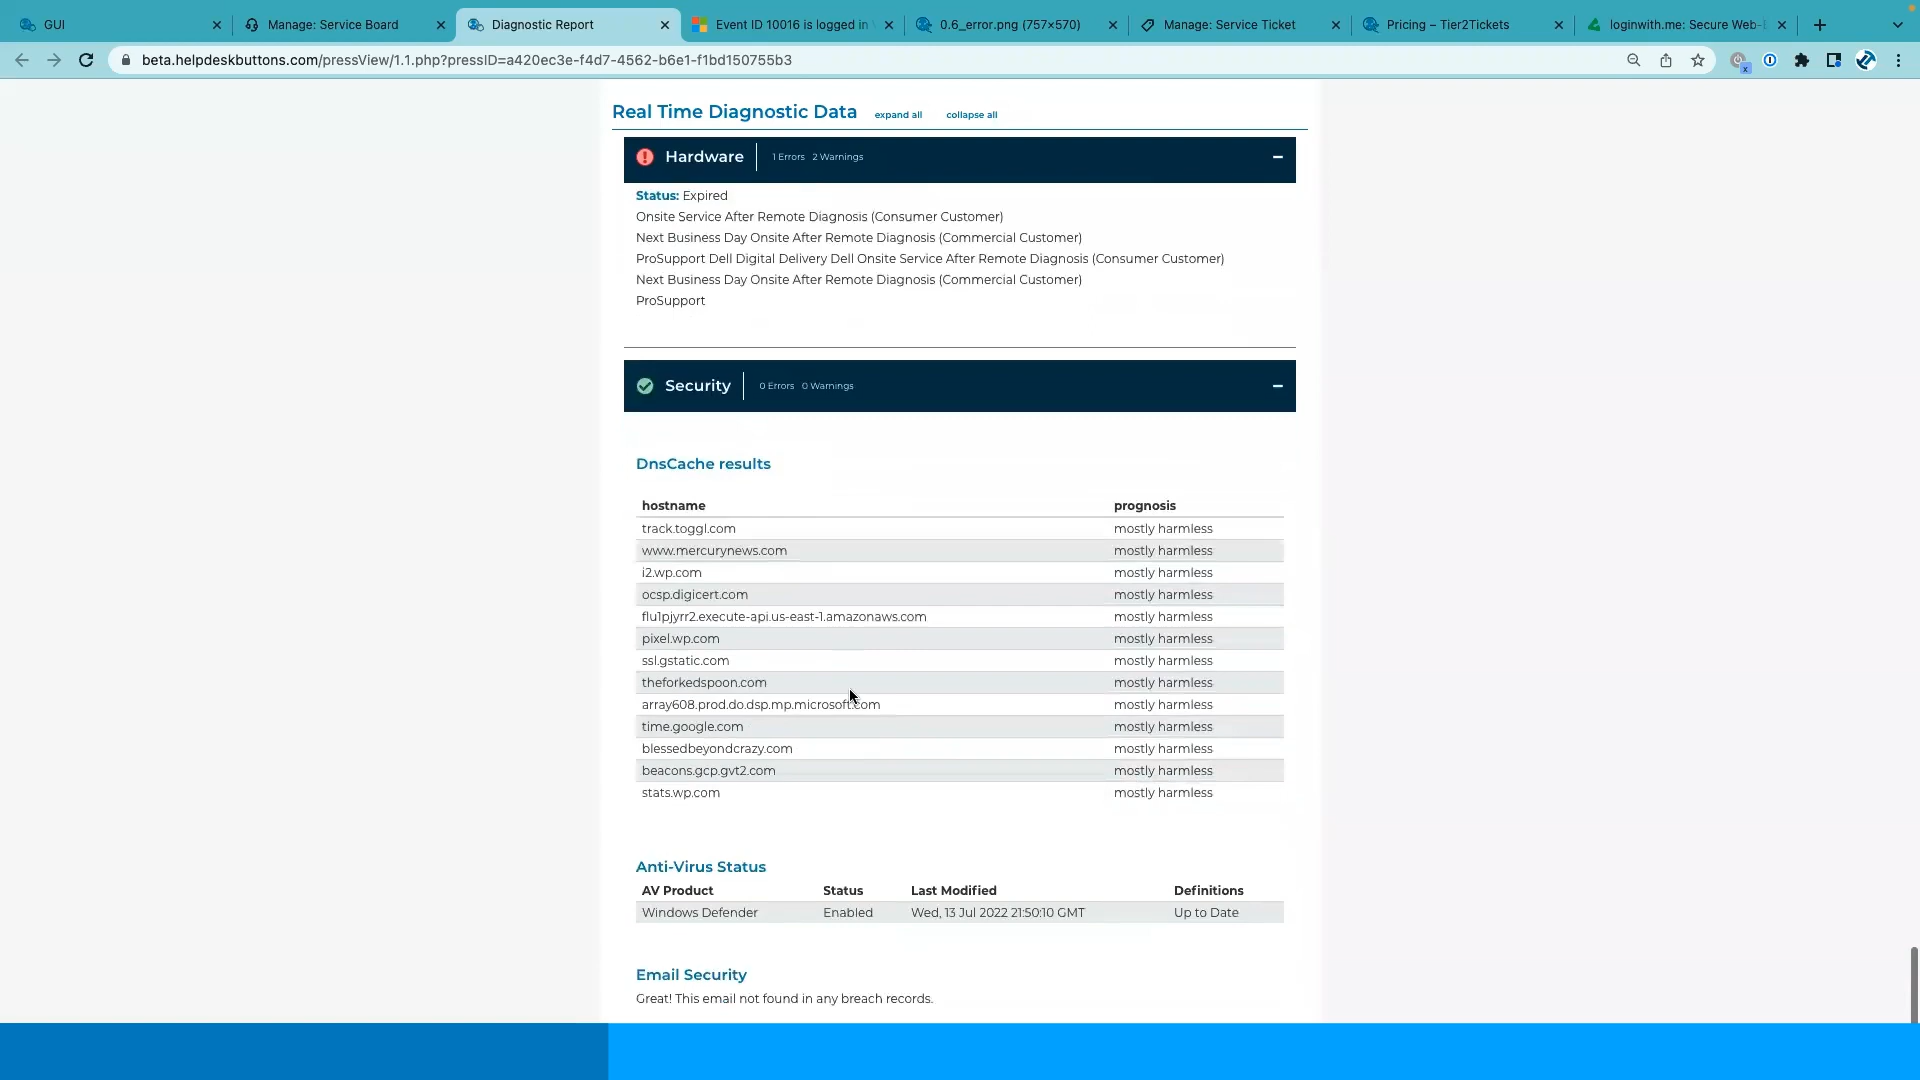 GUI
Manage: Service Board
Diagnostic Report
Event ID 10016 is logged in
0.6_error.png (757×570)
Manage: Service Ticket
Pricing – Tier2Tickets
loginwith.me: Secure Web-
beta.helpdeskbuttons.com/pressView/1.1.php?pressID=a420ec3e-f4d7-4562-b6e1-f1bd150755b3
Real Time Diagnostic Data expand all collapse all
Hardware 1 Errors 2 Warnings
Status: Expired
Onsite Service After Remote Diagnosis (Consumer Customer)
Next Business Day Onsite After Remote Diagnosis (Commercial Customer)
ProSupport Dell Digital Delivery Dell Onsite Service After Remote Diagnosis (Consumer Customer)
Next Business Day Onsite After Remote Diagnosis (Commercial Customer)
ProSupport
Security 0 Errors 0 Warnings
DnsCache results
hostname prognosis
track.toggl.com mostly harmless
www.mercurynews.com mostly harmless
i2.wp.com mostly harmless
ocsp.digicert.com mostly harmless
flu1pjyrr2.execute-api.us-east-1.amazonaws.com mostly harmless
pixel.wp.com mostly harmless
ssl.gstatic.com mostly harmless
theforkedspoon.com mostly harmless
array608.prod.do.dsp.mp.microsoft.com mostly harmless
time.google.com mostly harmless
blessedbeyondcrazy.com mostly harmless
beacons.gcp.gvt2.com mostly harmless
stats.wp.com mostly harmless
Anti-Virus Status
AV Product Status Last Modified Definitions
Windows Defender Enabled Wed, 13 Jul 2022 21:50:10 GMT Up to Date
Email Security
Great! This email not found in any breach records.